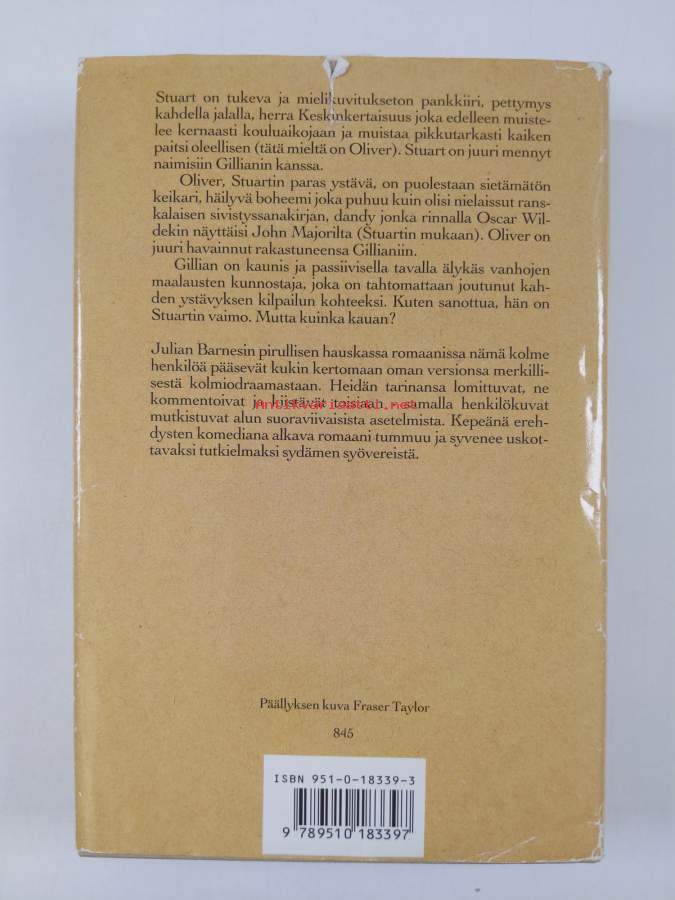 Stuart on tukeva ja mielikuvitukseton pankkiiri, pettymys
kahdella jalalla, herra Keskinkertaisuus joka edelleen muiste-
lee kernaasti kouluaikojaan ja muistaa pikkutarkasti kaiken
paitsi oleellisen (tätä mieltä on Oliver). Stuart on juuri mennyt
naimisiin Gillianin kanssa.
Oliver, Stuartin paras ystävä, on puolestaan sietämätön
keikari, häilyvä boheemi joka puhuu kuin olisi nielaissut rans-
kalaisen sivistyssanakirjan, dandy jonka rinnalla Oscar Wil-
dekin näyttäisi John Majorilta (Stuartin mukaan). Oliver on
juuri havainnut rakastuneensa Gillianiin.
Gillian on kaunis ja passiivisella tavalla älykäs vanhojen
maalausten kunnostaja, joka on tahtomattaan joutunut kah-
den ystävyksen kilpailun kohteeksi. Kuten sanottua, hän on
Stuartin vaimo. Mutta kuinka kauan?
Julian Barnesin pirullisen hauskassa romaanissa nämä kolme
henkilöä pääsevät kukin kertomaan oman versionsa merkilli-
sestä kolmiodraamastaan. Heidän tarinansa lomittuvat, ne
kommentoivat ja kiistävät toisiaan, samalla henkilökuvat
Antikvariaatti.net
mutkistuvat alun suoraviivaisista asetelmista. Kepeänä ereh-
dysten komediana alkava romaani tummuu ja syvenee uskot-
tavaksi tutkielmaksi sydämen syövereistä.
Päällyksen kuva Fraser Taylor
845
ISBN 951-0-18339-3
9 789510 183397